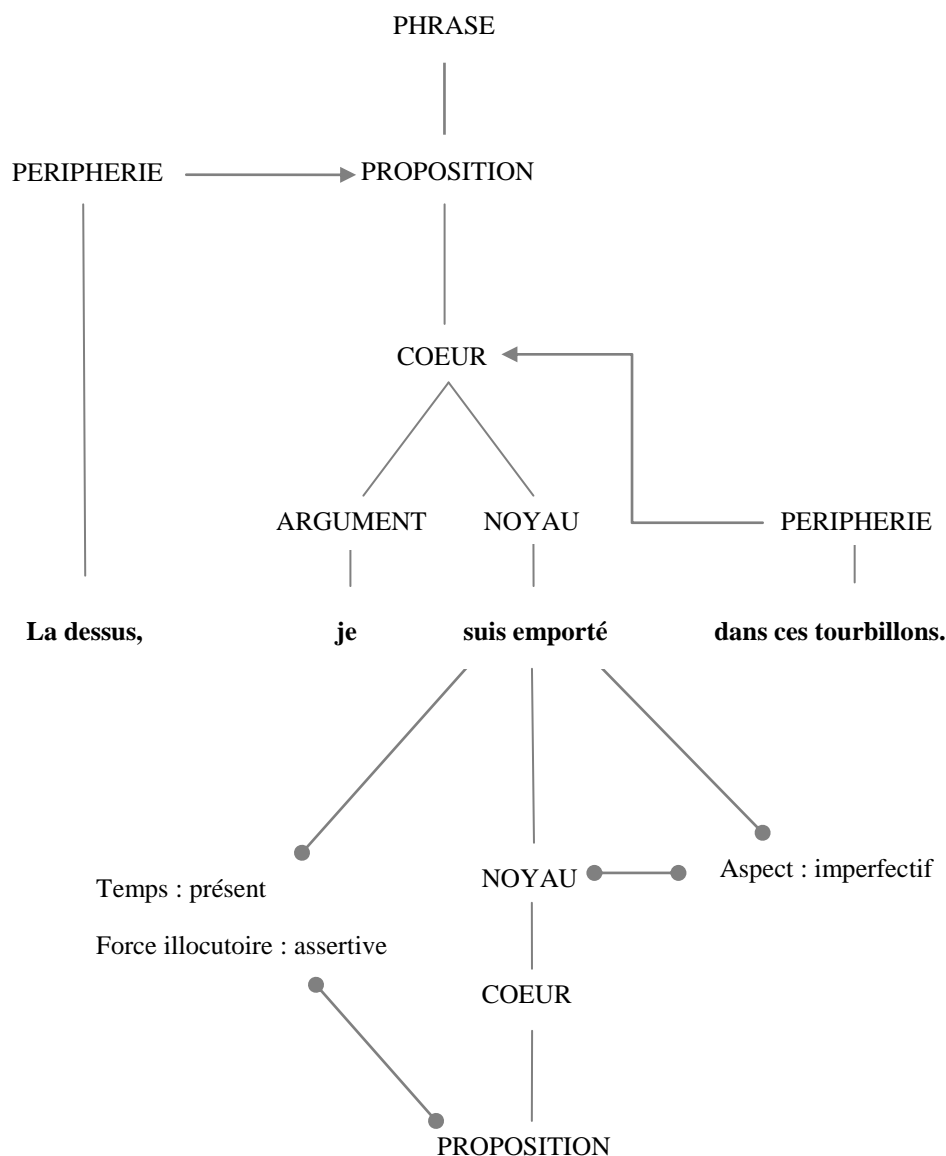 PHRASE
PERIPHERIE PROPOSITION
COEUR
ARGUMENT NOYAU PERIPHERIE
La dessus, je suis emporté dans ces tourbillons.
NOYAU Aspect : imperfectif
Temps : présent
Force illocutoire : assertive
COEUR
PROPOSITION